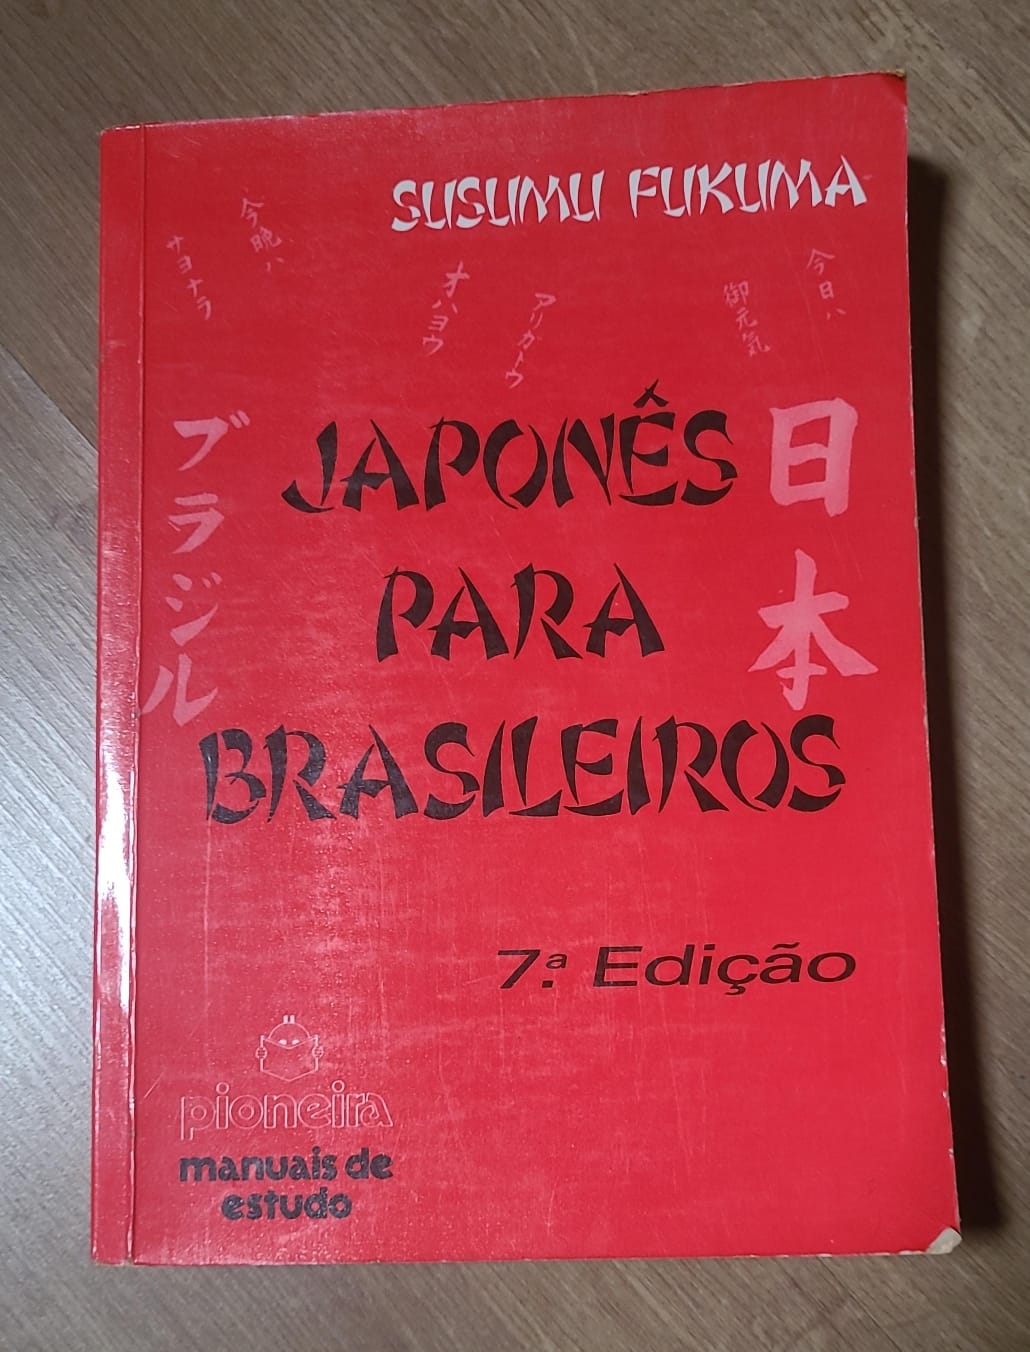 SUSUMU FUKUMA
今晩ハ
サヨナラ
オハヨウ
アリガトウ
御元気
今日ハ
ブラジル
日本
JAPONÊS
PARA
BRASILEIROS
7.ª Edição
pioneira
manuais de
estudo